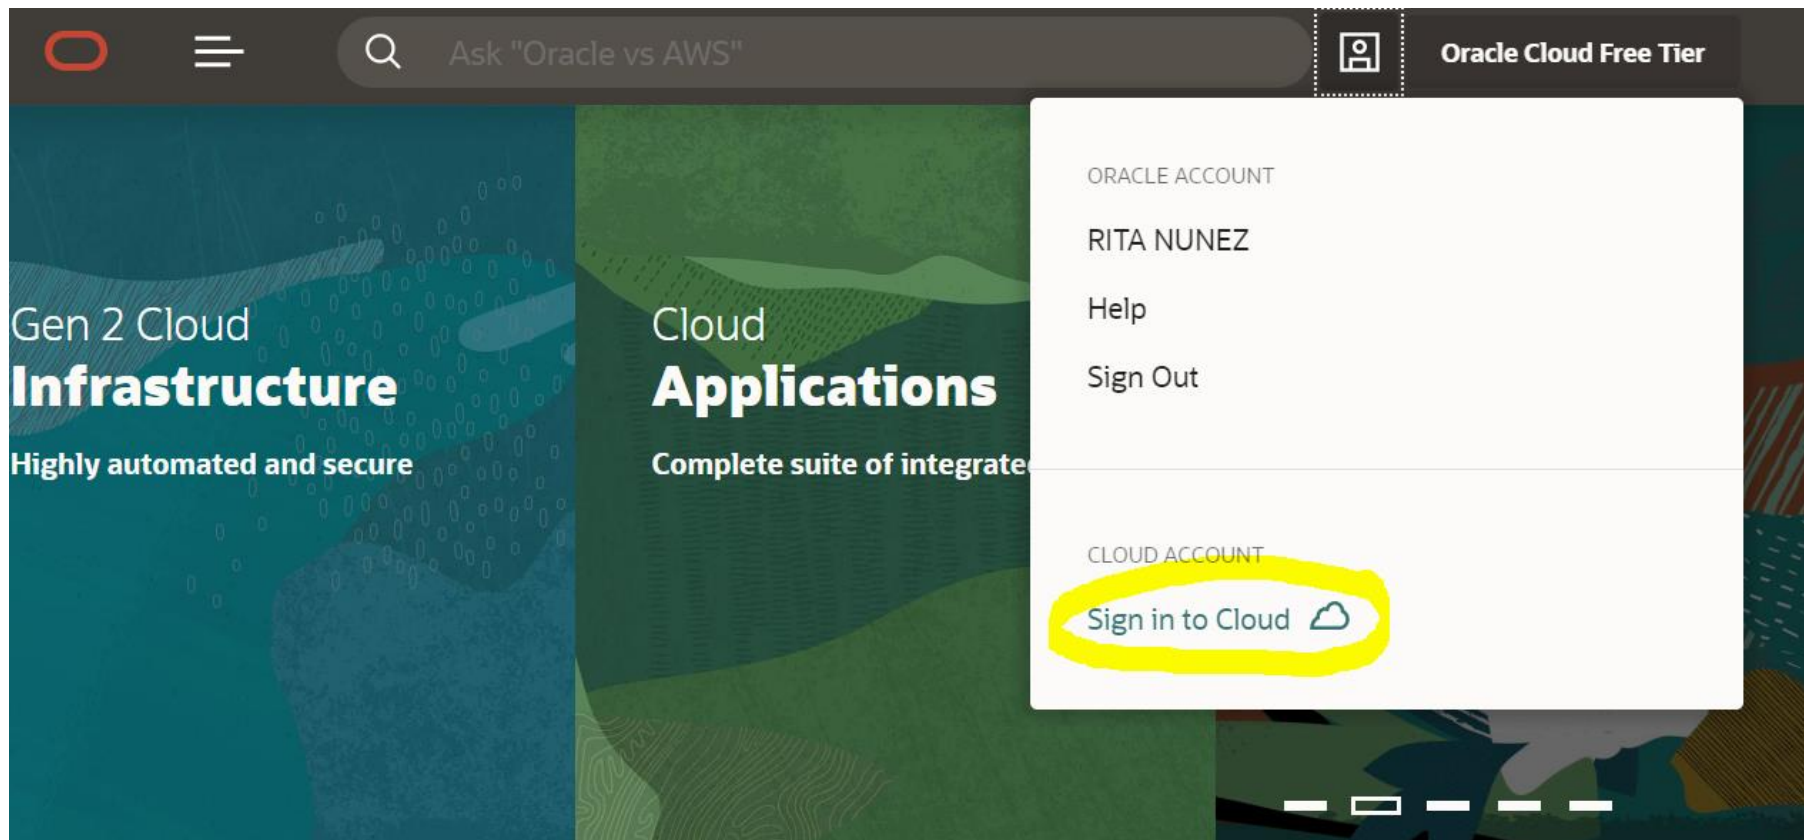 Ask "Oracle vs AWS"
Oracle Cloud Free Tier
ORACLE ACCOUNT
RITA NUNEZ
Help
Sign Out
CLOUD ACCOUNT
Sign in to Cloud
Gen 2 Cloud
Infrastructure
Highly automated and secure
Cloud
Applications
Complete suite of integrate